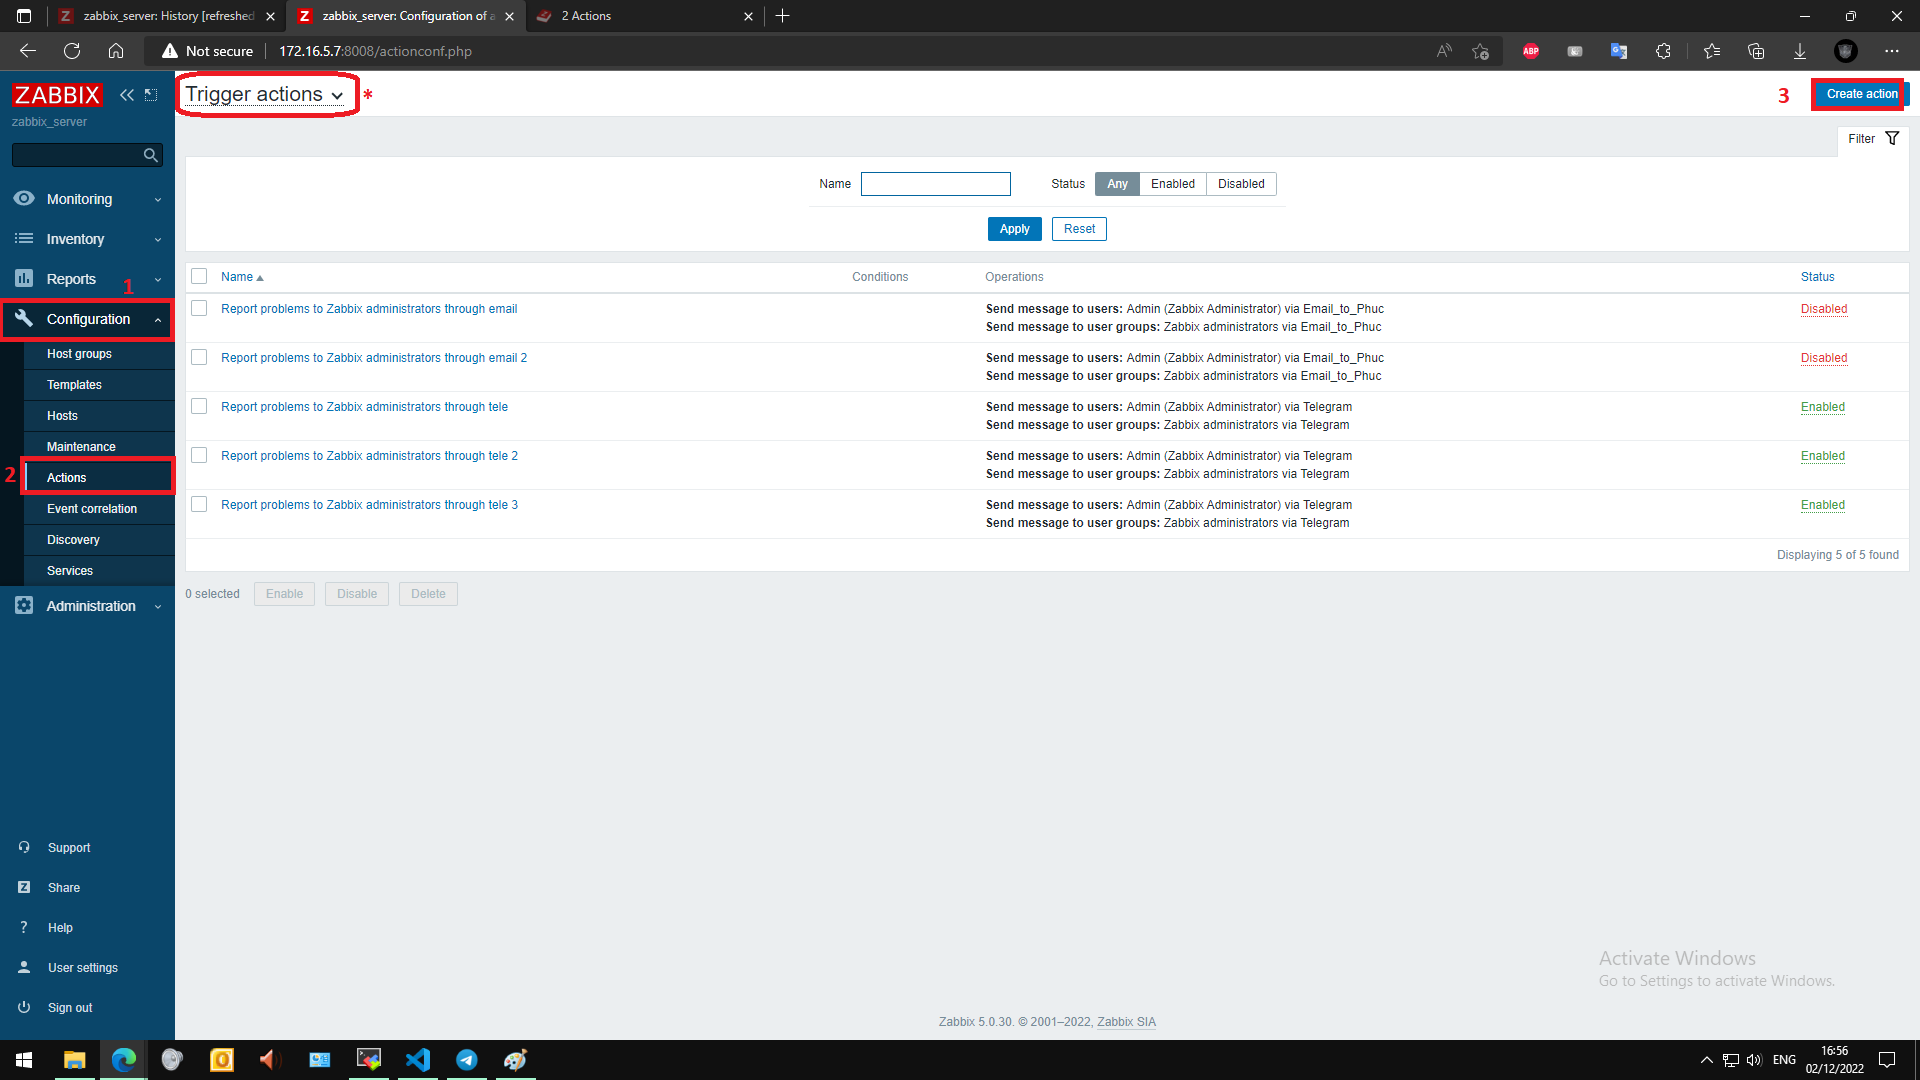 zabbix_server: History [refreshed
zabbix_server: Configuration of a
2 Actions
Not secure
172.16.5.7:8008/actionconf.php
ABP
ZABBIX
zabbix_server
Trigger actions
*
3
Create action
Filter
Name
Status
Any
Enabled
Disabled
Apply
Reset
Monitoring
Inventory
Reports
1
Configuration
Host groups
Templates
Hosts
Maintenance
2
Actions
Event correlation
Discovery
Services
Administration
Support
Share
Help
User settings
Sign out
Name Conditions Operations Status
Report problems to Zabbix administrators through email
Send message to users: Admin (Zabbix Administrator) via Email_to_Phuc
Send message to user groups: Zabbix administrators via Email_to_Phuc
Disabled
Report problems to Zabbix administrators through email 2
Send message to users: Admin (Zabbix Administrator) via Email_to_Phuc
Send message to user groups: Zabbix administrators via Email_to_Phuc
Disabled
Report problems to Zabbix administrators through tele
Send message to users: Admin (Zabbix Administrator) via Telegram
Send message to user groups: Zabbix administrators via Telegram
Enabled
Report problems to Zabbix administrators through tele 2
Send message to users: Admin (Zabbix Administrator) via Telegram
Send message to user groups: Zabbix administrators via Telegram
Enabled
Report problems to Zabbix administrators through tele 3
Send message to users: Admin (Zabbix Administrator) via Telegram
Send message to user groups: Zabbix administrators via Telegram
Enabled
Displaying 5 of 5 found
0 selected
Enable
Disable
Delete
Activate Windows
Go to Settings to activate Windows.
Zabbix 5.0.30. © 2001–2022, Zabbix SIA
ENG
16:56
02/12/2022